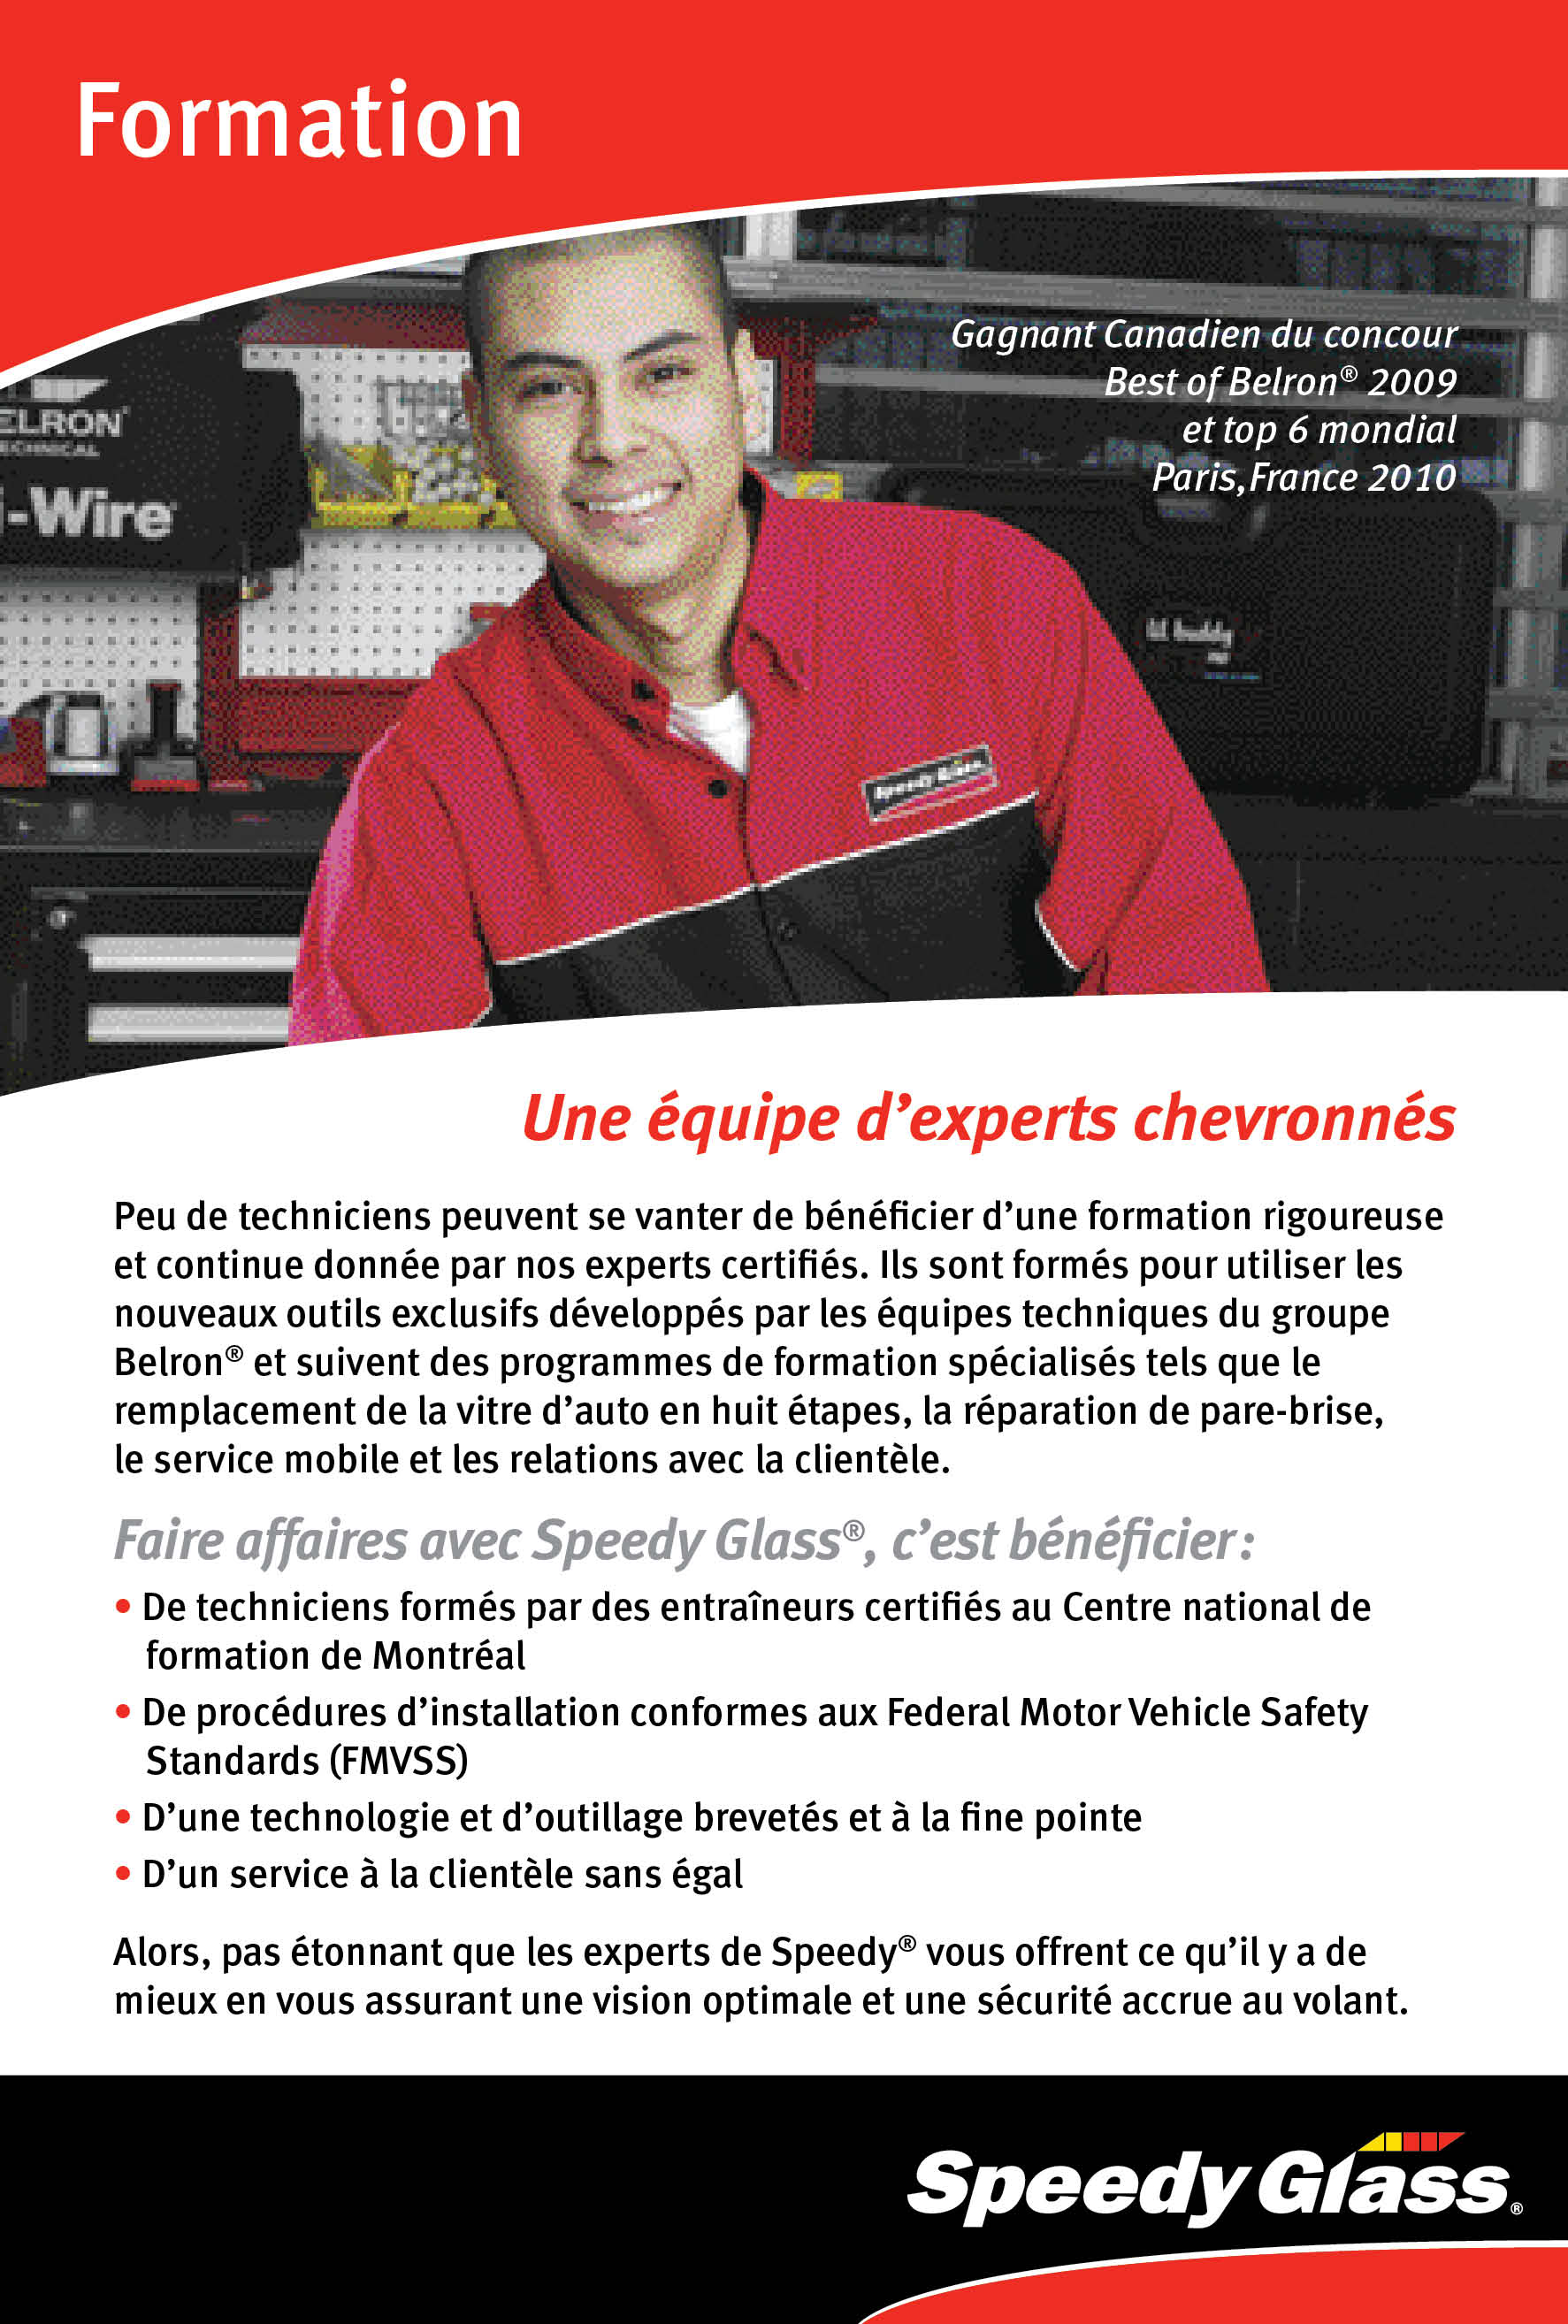 Formation
Gagnant Canadien du concour
Best of Belron® 2009
et top 6 mondial
Paris,France 2010
ELRON
TECHNICAL
-Wire
Speedy Glass
Une équipe d’experts chevronnés
Peu de techniciens peuvent se vanter de bénéficier d’une formation rigoureuse
et continue donnée par nos experts certifiés. Ils sont formés pour utiliser les
nouveaux outils exclusifs développés par les équipes techniques du groupe
Belron® et suivent des programmes de formation spécialisés tels que le
remplacement de la vitre d’auto en huit étapes, la réparation de pare-brise,
le service mobile et les relations avec la clientèle.
Faire affaires avec Speedy Glass®, c’est bénéficier :
• De techniciens formés par des entraîneurs certifiés au Centre national de
formation de Montréal
• De procédures d’installation conformes aux Federal Motor Vehicle Safety
Standards (FMVSS)
• D’une technologie et d’outillage brevetés et à la fine pointe
• D’un service à la clientèle sans égal
Alors, pas étonnant que les experts de Speedy® vous offrent ce qu’il y a de
mieux en vous assurant une vision optimale et une sécurité accrue au volant.
Speedy Glass®